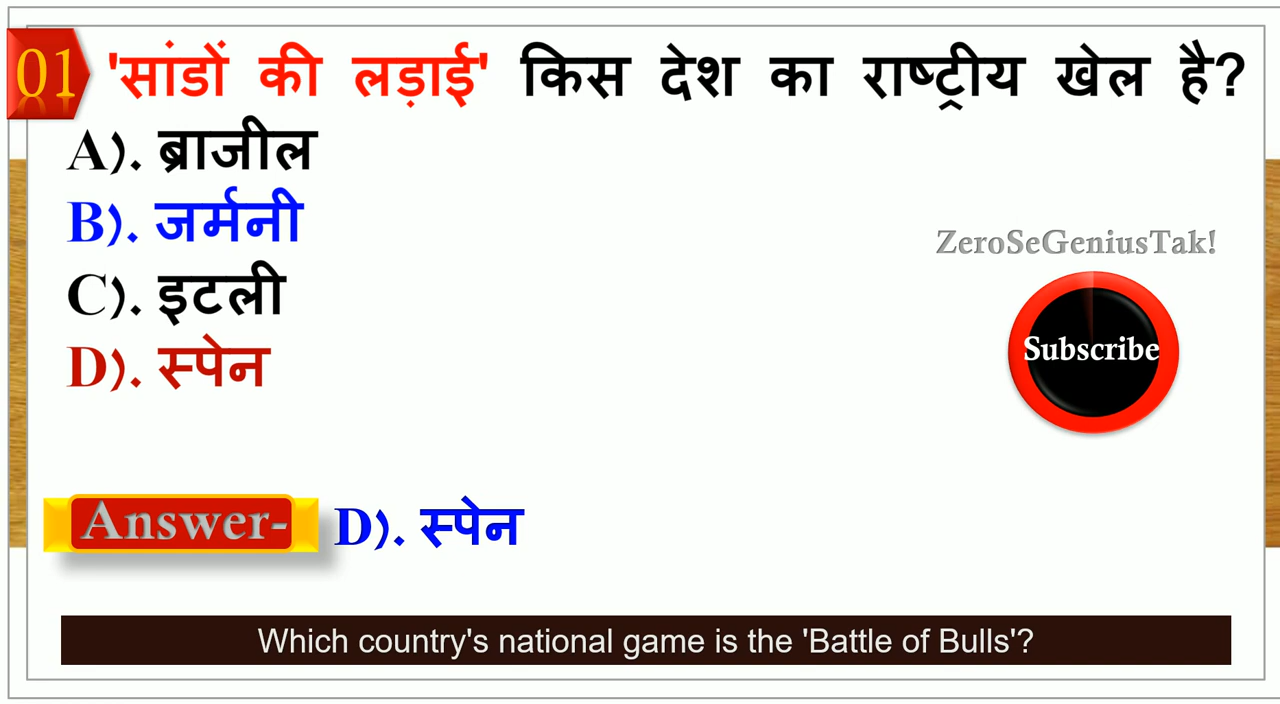 01 'सांडों की लड़ाई' किस देश का राष्ट्रीय खेल है?
A). ब्राजील
B). जर्मनी
C). इटली
D). स्पेन
ZeroSeGeniusTak!
Subscribe
Answer- D). स्पेन
Which country's national game is the 'Battle of Bulls'?